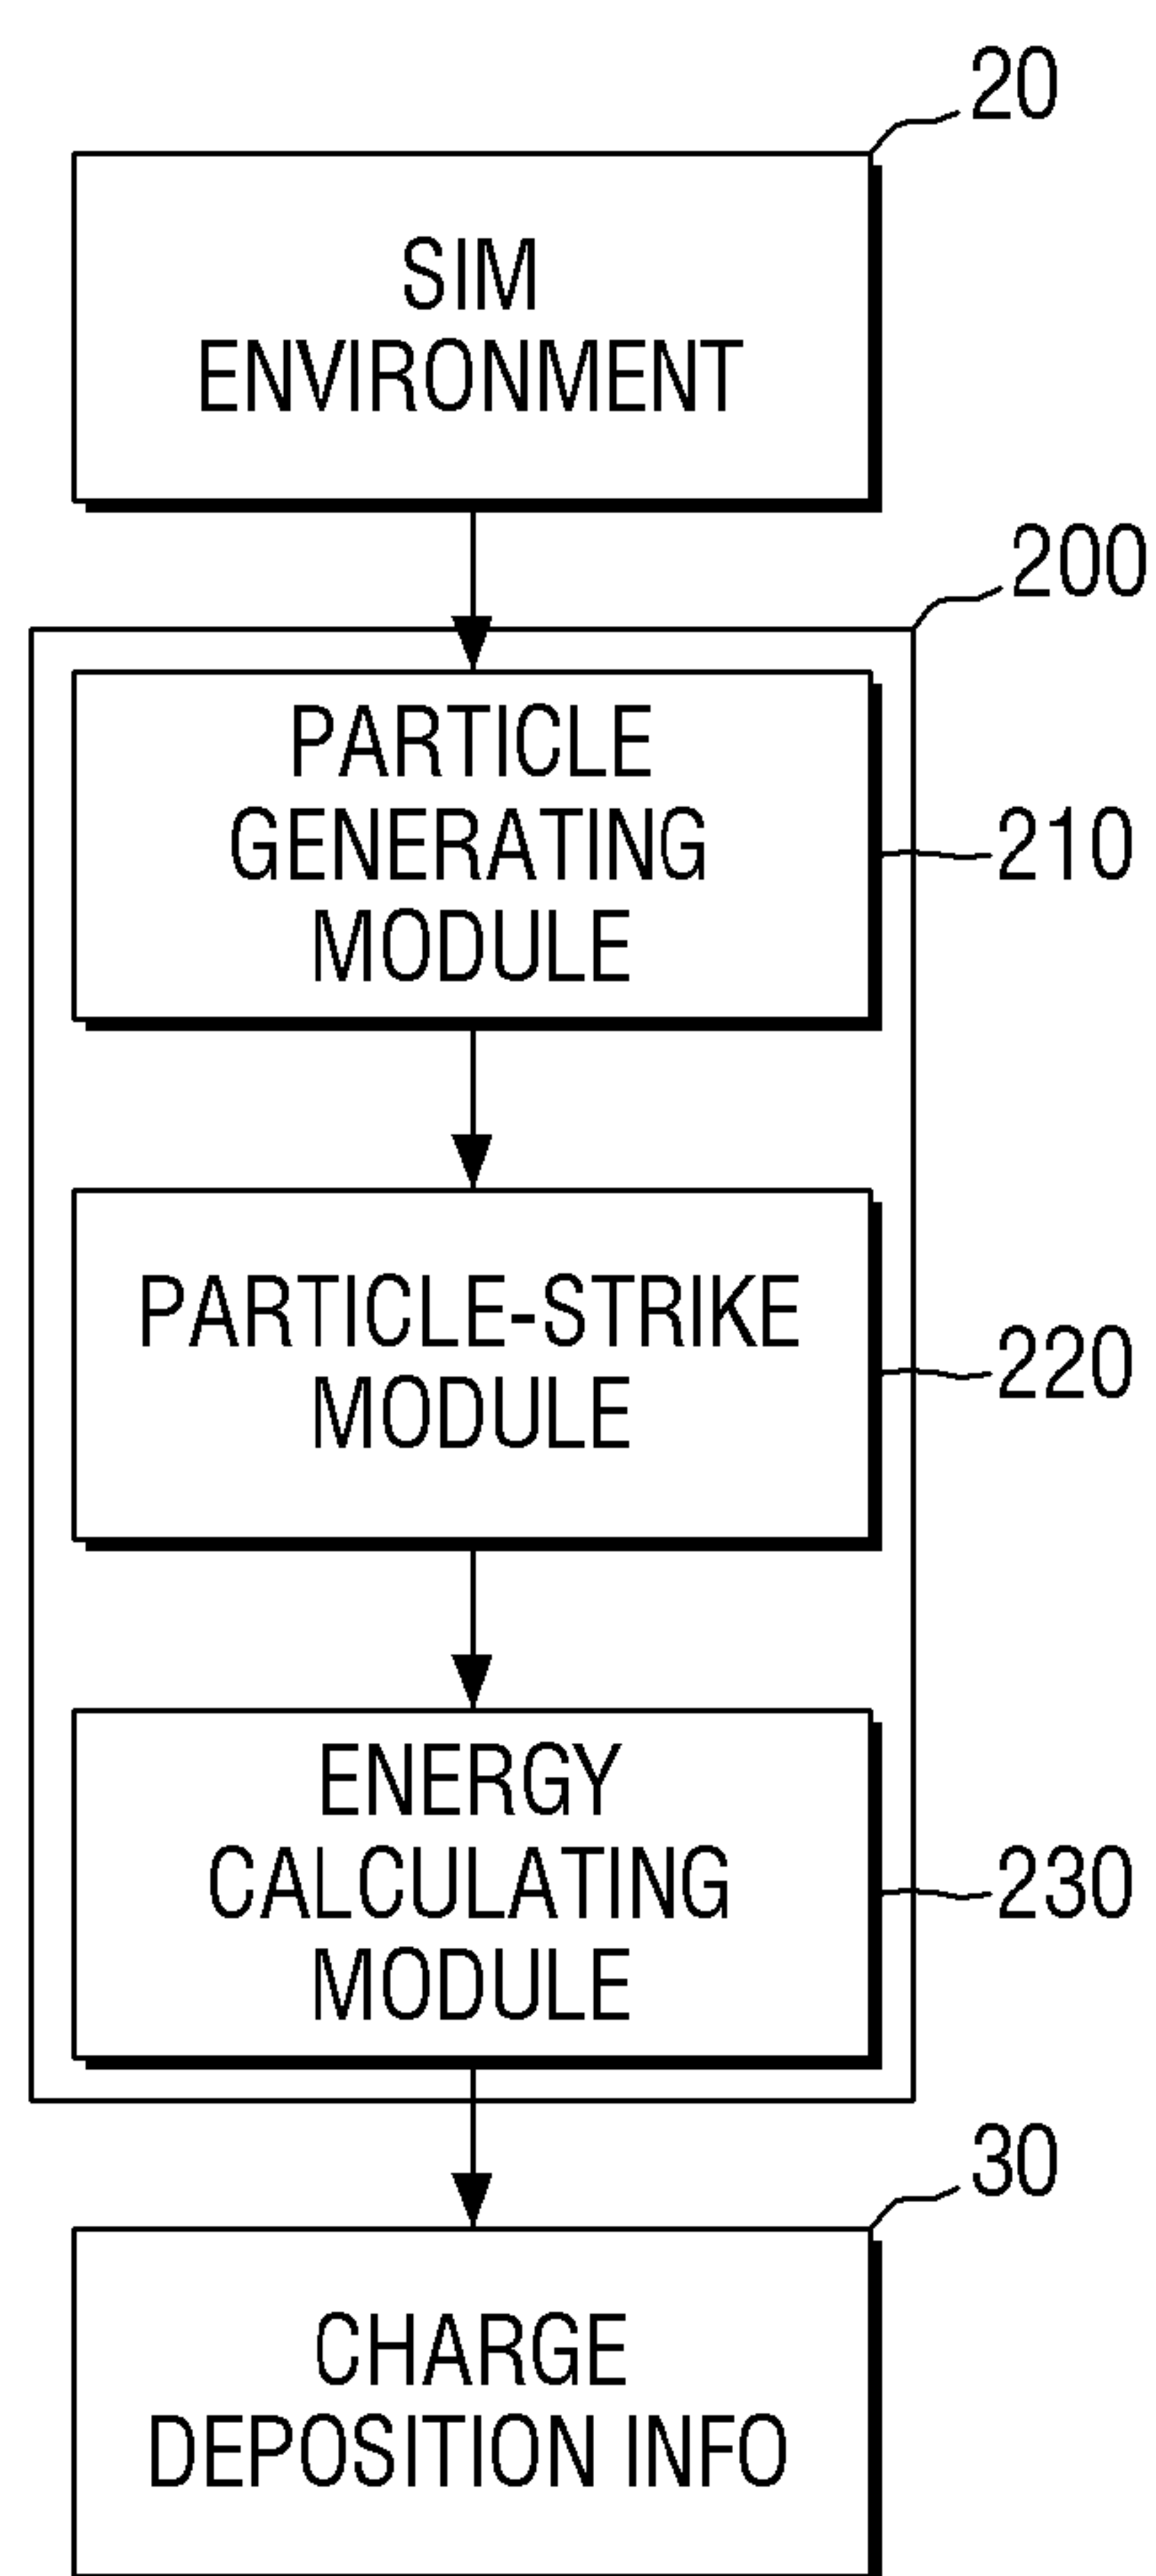 20
SIM
ENVIRONMENT
200
PARTICLE
GENERATING
MODULE
210
PARTICLE-STRIKE
MODULE
220
ENERGY
CALCULATING
MODULE
230
30
CHARGE
DEPOSITION INFO